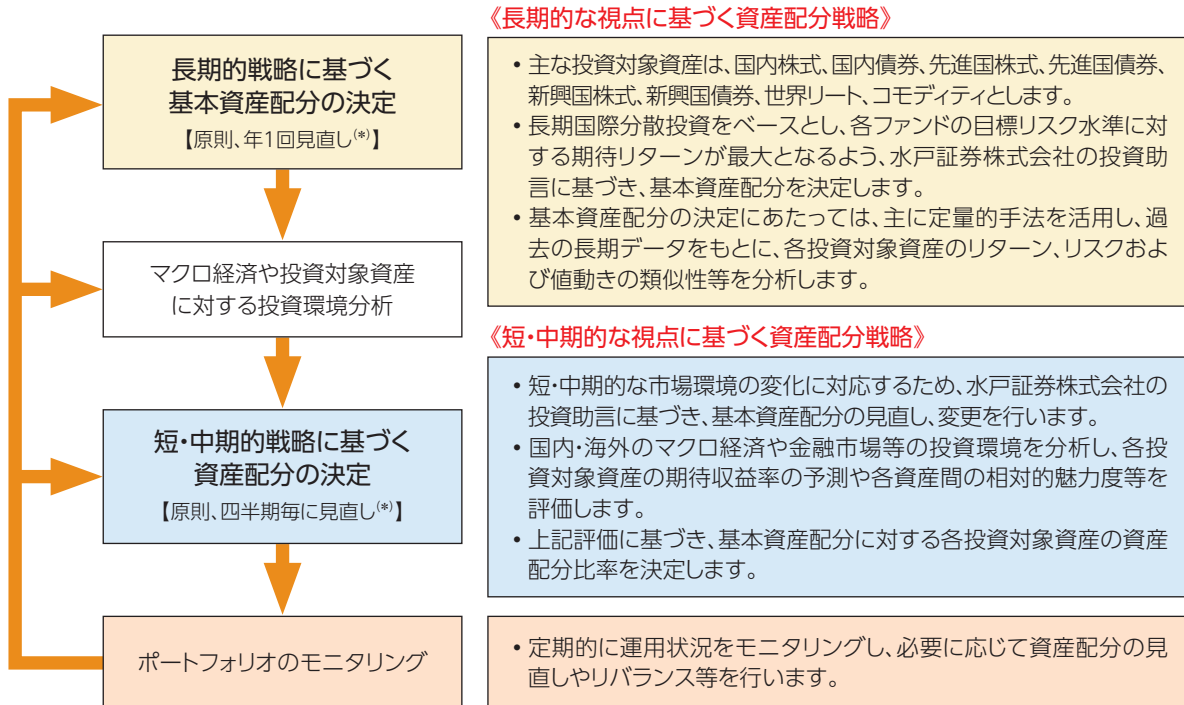 長期的戦略に基づく
基本資産配分の決定
【原則、年1回見直し(*)】
マクロ経済や投資対象資産
に対する投資環境分析
短・中期的戦略に基づく
資産配分の決定
【原則、四半期毎に見直し(*)】
ポートフォリオのモニタリング
《長期的な視点に基づく資産配分戦略》
• 主な投資対象資産は、国内株式、国内債券、先進国株式、先進国債券、
新興国株式、新興国債券、世界リート、コモディティとします。
• 長期国際分散投資をベースとし、各ファンドの目標リスク水準に対
する期待リターンが最大となるよう、水戸証券株式会社の投資助
言に基づき、基本資産配分を決定します。
• 基本資産配分の決定にあたっては、主に定量的手法を活用し、過
去の長期データをもとに、各投資対象資産のリターン、リスクおよ
び値動きの類似性等を分析します。
《短・中期的な視点に基づく資産配分戦略》
• 短・中期的な市場環境の変化に対応するため、水戸証券株式会社の
投資助言に基づき、基本資産配分の見直し、変更を行います。
• 国内・海外のマクロ経済や金融市場等の投資環境を分析し、各投
資対象資産の期待収益率の予測や各資産間の相対的魅力度等を
評価します。
• 上記評価に基づき、基本資産配分に対する各投資対象資産の資産
配分比率を決定します。
• 定期的に運用状況をモニタリングし、必要に応じて資産配分の見
直しやリバランス等を行います。